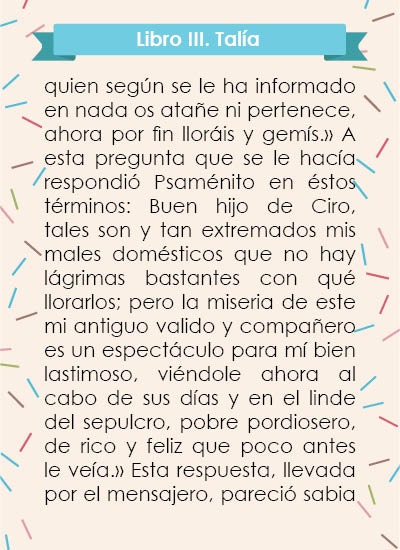 Libro III. Talía
quien según se le ha informado
en nada os atañe ni pertenece,
ahora por fin lloráis y gemís.» A
esta pregunta que se le hacía
respondió Psaménito en éstos
términos: Buen hijo de Ciro,
tales son y tan extremados mis
males domésticos que no hay
lágrimas bastantes con qué
llorarlos; pero la miseria de este
mi antiguo valido y compañero
es un espectáculo para mí bien
lastimoso, viéndole ahora al
cabo de sus días y en el linde
del sepulcro, pobre pordiosero,
de rico y feliz que poco antes
le veía.» Esta respuesta, llevada
por el mensajero, pareció sabia